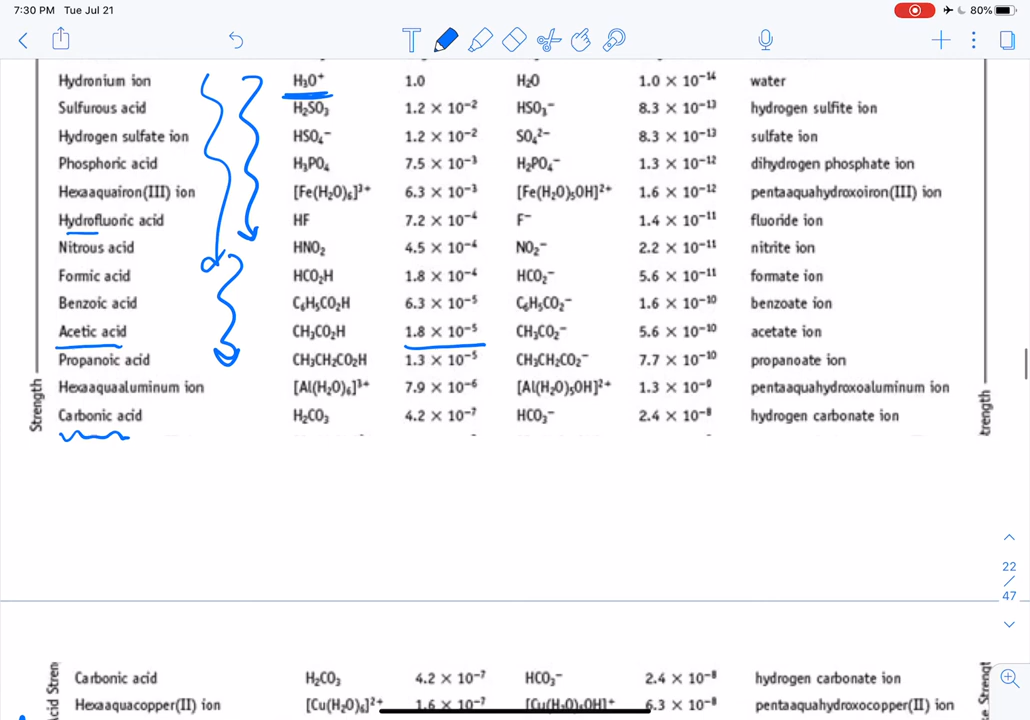 7:30 PM Tue Jul 21 80%
Hydronium ion H₃O⁺ 1.0 H₂O 1.0 × 10⁻¹⁴ water
Sulfurous acid H₂SO₃ 1.2 × 10⁻² HSO₃⁻ 8.3 × 10⁻¹³ hydrogen sulfite ion
Hydrogen sulfate ion HSO₄⁻ 1.2 × 10⁻² SO₄²⁻ 8.3 × 10⁻¹³ sulfate ion
Phosphoric acid H₃PO₄ 7.5 × 10⁻³ H₂PO₄⁻ 1.3 × 10⁻¹² dihydrogen phosphate ion
Hexaaquairon(III) ion [Fe(H₂O)₆]³⁺ 6.3 × 10⁻³ [Fe(H₂O)₅OH]²⁺ 1.6 × 10⁻¹² pentaaquahydroxoiron(III) ion
Hydrofluoric acid HF 7.2 × 10⁻⁴ F⁻ 1.4 × 10⁻¹¹ fluoride ion
Nitrous acid HNO₂ 4.5 × 10⁻⁴ NO₂⁻ 2.2 × 10⁻¹¹ nitrite ion
Formic acid HCO₂H 1.8 × 10⁻⁴ HCO₂⁻ 5.6 × 10⁻¹¹ formate ion
Benzoic acid C₆H₅CO₂H 6.3 × 10⁻⁵ C₆H₅CO₂⁻ 1.6 × 10⁻¹⁰ benzoate ion
Acetic acid CH₃CO₂H 1.8 × 10⁻⁵ CH₃CO₂⁻ 5.6 × 10⁻¹⁰ acetate ion
Propanoic acid CH₃CH₂CO₂H 1.3 × 10⁻⁵ CH₃CH₂CO₂⁻ 7.7 × 10⁻¹⁰ propanoate ion
Hexaaquaaluminum ion [Al(H₂O)₆]³⁺ 7.9 × 10⁻⁶ [Al(H₂O)₅OH]²⁺ 1.3 × 10⁻⁹ pentaaquahydroxoaluminum ion
Carbonic acid H₂CO₃ 4.2 × 10⁻⁷ HCO₃⁻ 2.4 × 10⁻⁸ hydrogen carbonate ion
Strength
trength
22
/
47
Carbonic acid H₂CO₃ 4.2 × 10⁻⁷ HCO₃⁻ 2.4 × 10⁻⁸ hydrogen carbonate ion
Hexaaquacopper(II) ion [Cu(H₂O)₆]²⁺ 1.6 × 10⁻⁷ [Cu(H₂O)₅OH]⁺ 6.3 × 10⁻⁸ pentaaquahydroxocopper(II) ion
Acid Stren